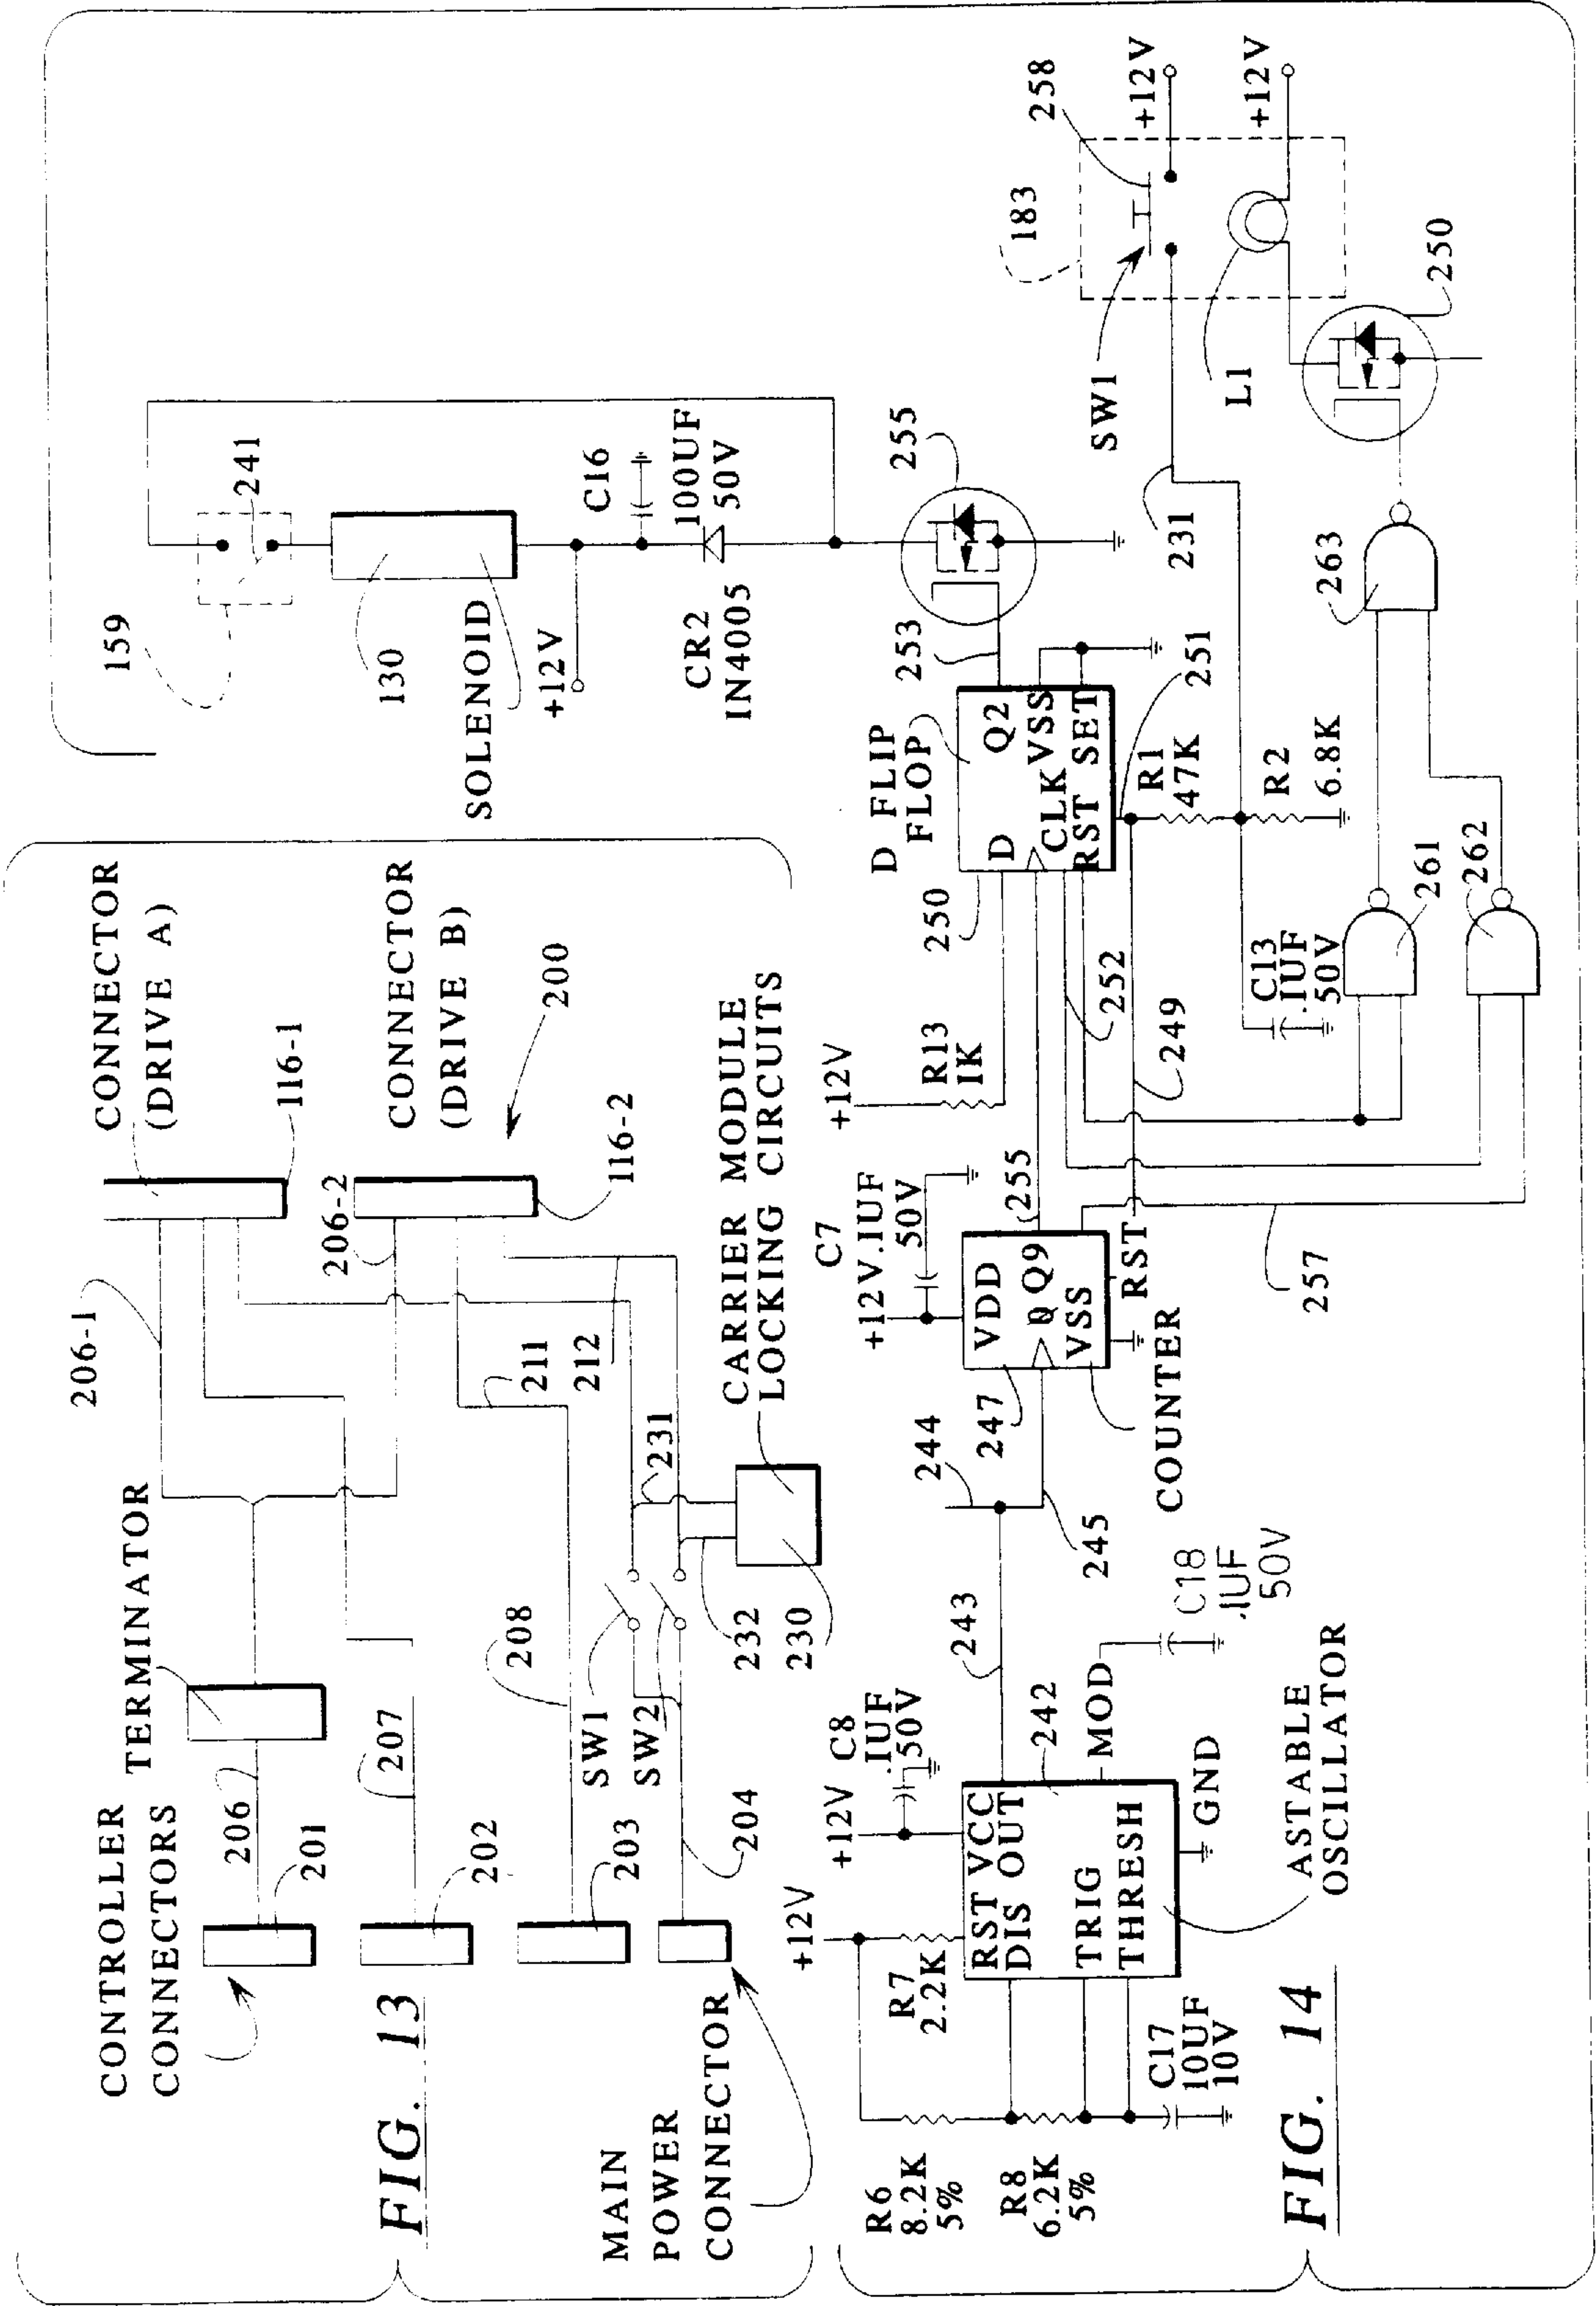 FIG. 13
CONTROLLER
CONNECTORS
TERMINATOR
206
201
207
202
208
203
204
MAIN
POWER
CONNECTOR
SW1
SW2
232
230
231
211
212
206-1
206-2
CONNECTOR
(DRIVE A)
116-1
CONNECTOR
(DRIVE B)
116-2
200
CARRIER MODULE
LOCKING CIRCUITS
FIG. 14
R6
8.2K
5%
R8
6.2K
5%
+12V
R7
2.2K
C17
10UF
10V
RST VCC
DIS OUT
TRIG
THRESH
+12V
C8
.1UF
50V
242
MOD
GND
ASTABLE
OSCILLATOR
C18
.1UF
50V
243
244
245
247
COUNTER
VDD
Q Q9
VSS
RST
+12V
C7
.1UF
50V
255
257
+12V
R13
1K
252
249
250
D FLIP
FLOP
D Q2
CLK VSS
RST SET
253
251
R1
47K
R2
6.8K
C13
.1UF
50V
261
262
263
159
241
130
SOLENOID
+12V
C16
100UF
50V
CR2
IN4005
255
231
SW1
L1
183
258
+12V
+12V
250